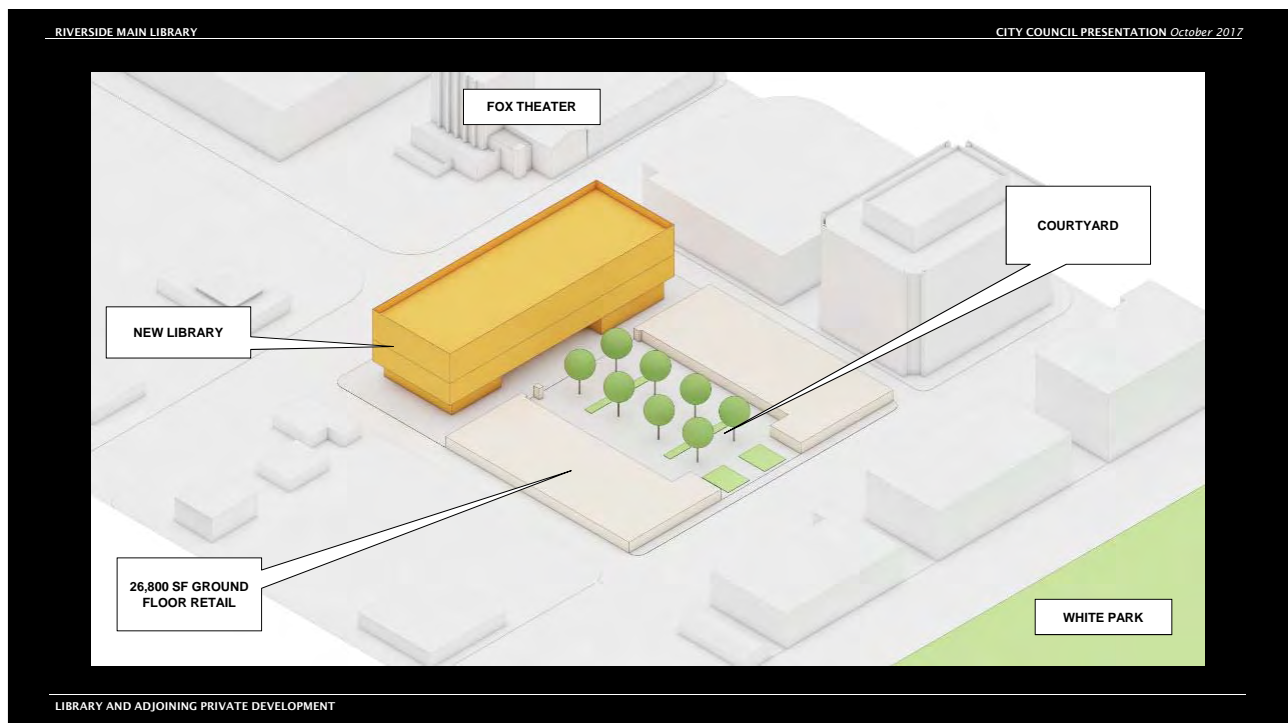 RIVERSIDE MAIN LIBRARY
CITY COUNCIL PRESENTATION October 2017
FOX THEATER
COURTYARD
NEW LIBRARY
26,800 SF GROUND
FLOOR RETAIL
WHITE PARK
LIBRARY AND ADJOINING PRIVATE DEVELOPMENT